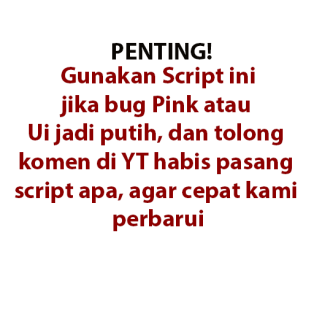 PENTING!
Gunakan Script ini
jika bug Pink atau
Ui jadi putih, dan tolong
komen di YT habis pasang
script apa, agar cepat kami
perbarui